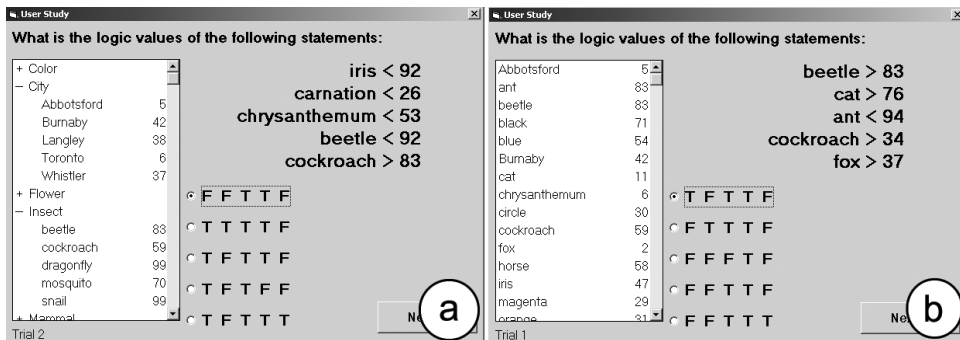 User Study
What is the logic values of the following statements:
+ Color
− City
Abbotsford 5
Burnaby 42
Langley 38
Toronto 6
Whistler 37
+ Flower
− Insect
beetle 83
cockroach 59
dragonfly 99
mosquito 70
snail 99
+ Mammal
iris < 92
carnation < 26
chrysanthemum < 53
beetle < 92
cockroach > 83
F F T T F
T T T T F
T F T T F
T F T F F
T F T T T
Ne
a
Trial 2
User Study
What is the logic values of the following statements:
Abbotsford 5
ant 83
beetle 83
black 71
blue 54
Burnaby 42
cat 11
chrysanthemum 6
circle 30
cockroach 59
fox 2
horse 58
iris 47
magenta 29
orange 31
beetle > 83
cat > 76
ant < 94
cockroach > 34
fox > 37
T F T T F
F T T T F
F F F T F
F F T T F
F F T T T
Ne
b
Trial 1